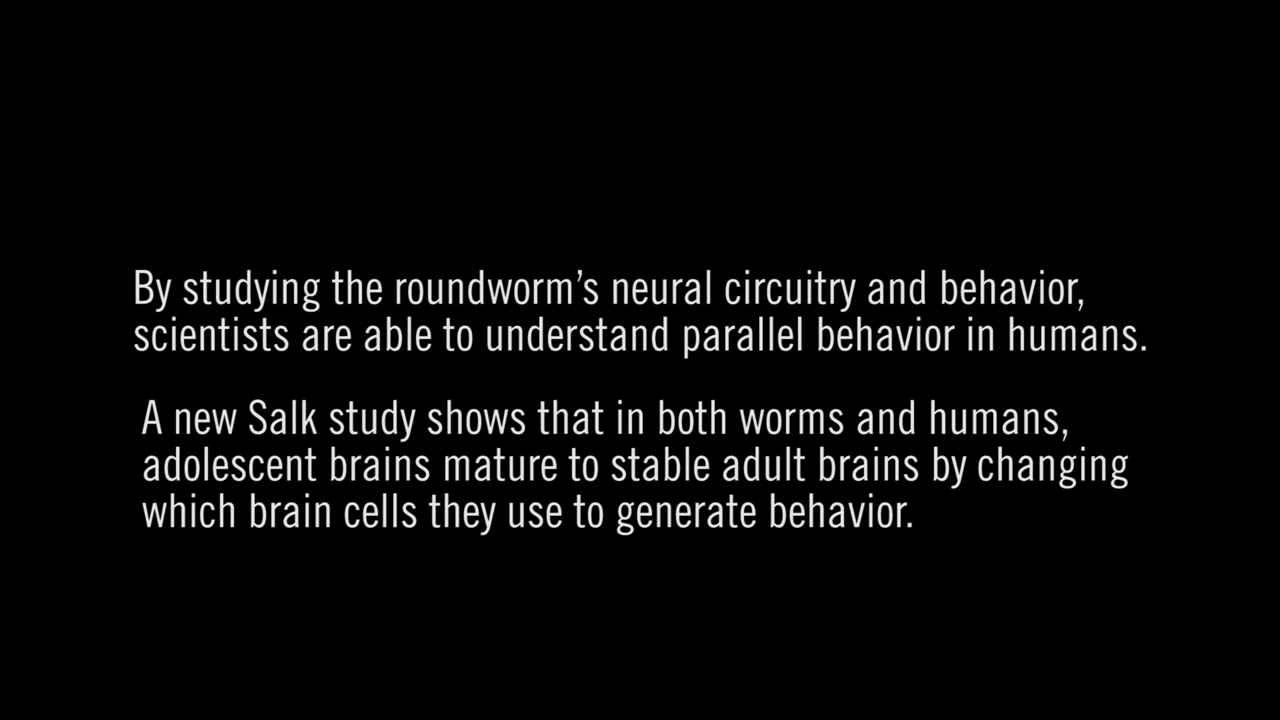 By studying the roundworm’s neural circuitry and behavior,
scientists are able to understand parallel behavior in humans.
A new Salk study shows that in both worms and humans,
adolescent brains mature to stable adult brains by changing
which brain cells they use to generate behavior.